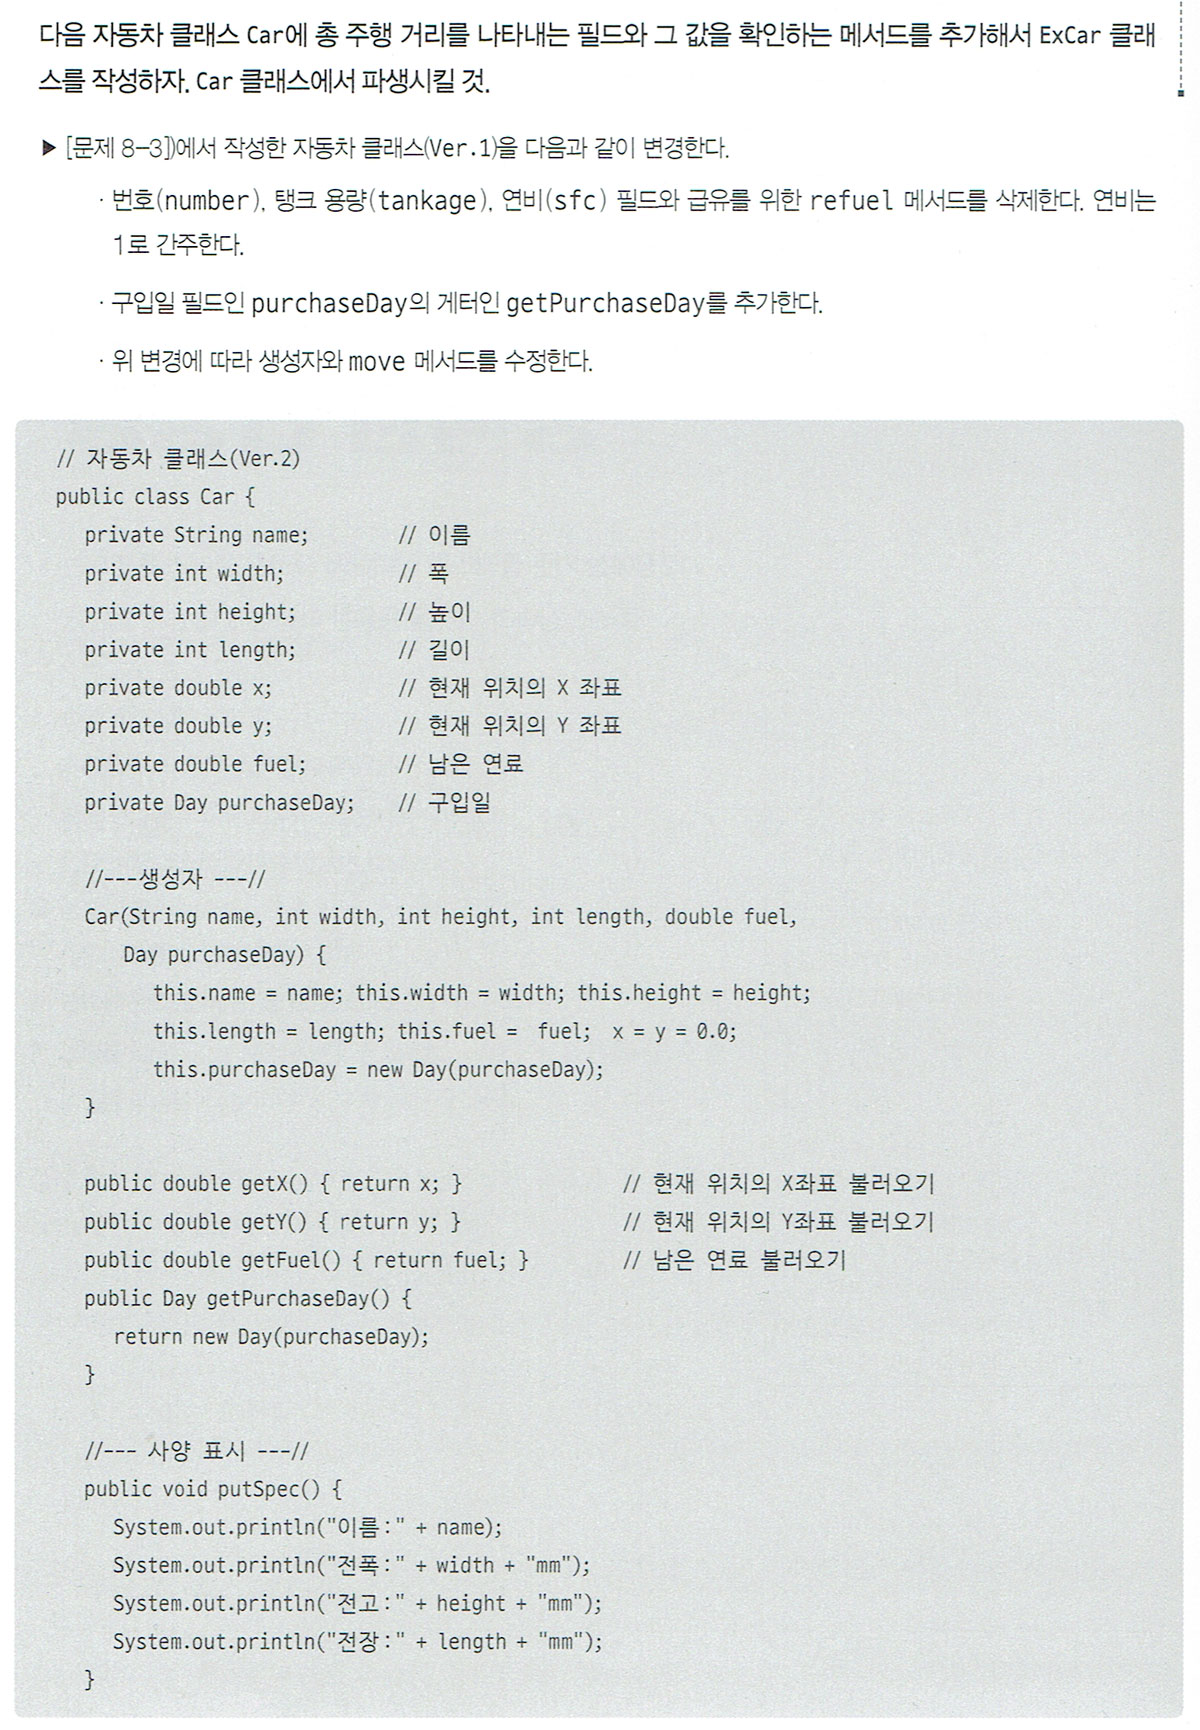 다음 자동차 클래스 Car에 총 주행 거리를 나타내는 필드와 그 값을 확인하는 메서드를 추가해서 ExCar 클래
스를 작성하자. Car 클래스에서 파생시킬 것.
▶ [문제 8-3])에서 작성한 자동차 클래스(Ver.1)을 다음과 같이 변경한다.
· 번호(number), 탱크 용량(tankage), 연비(sfc) 필드와 급유를 위한 refuel 메서드를 삭제한다. 연비는
1로 간주한다.
· 구입일 필드인 purchaseDay의 게터인 getPurchaseDay를 추가한다.
· 위 변경에 따라 생성자와 move 메서드를 수정한다.
// 자동차 클래스(Ver.2)
public class Car {
private String name; // 이름
private int width; // 폭
private int height; // 높이
private int length; // 길이
private double x; // 현재 위치의 X 좌표
private double y; // 현재 위치의 Y 좌표
private double fuel; // 남은 연료
private Day purchaseDay; // 구입일
//---생성자 ---//
Car(String name, int width, int height, int length, double fuel,
Day purchaseDay) {
this.name = name; this.width = width; this.height = height;
this.length = length; this.fuel = fuel; x = y = 0.0;
this.purchaseDay = new Day(purchaseDay);
}
public double getX() { return x; } // 현재 위치의 X좌표 불러오기
public double getY() { return y; } // 현재 위치의 Y좌표 불러오기
public double getFuel() { return fuel; } // 남은 연료 불러오기
public Day getPurchaseDay() {
return new Day(purchaseDay);
}
//--- 사양 표시 ---//
public void putSpec() {
System.out.println("이름:" + name);
System.out.println("전폭:" + width + "mm");
System.out.println("전고:" + height + "mm");
System.out.println("전장:" + length + "mm");
}